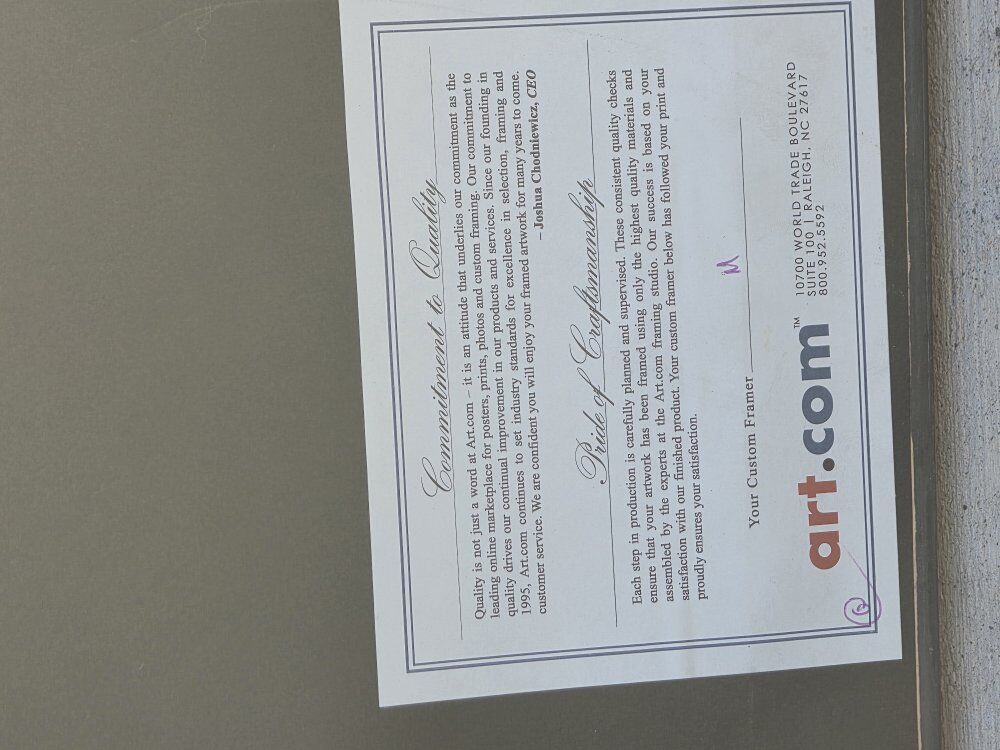 Commitment to Quality
Quality is not just a word at Art.com – it is an attitude that underlies our commitment as the
leading online marketplace for posters, prints, photos and custom framing. Our commitment to
quality drives our continual improvement in our products and services. Since our founding in
1995, Art.com continues to set industry standards for excellence in selection, framing and
customer service. We are confident you will enjoy your framed artwork for many years to come.
– Joshua Chodniewicz, CEO
Pride of Craftsmanship
Each step in production is carefully planned and supervised. These consistent quality checks
ensure that your artwork has been framed using only the highest quality materials and
assembled by the experts at the Art.com framing studio. Our success is based on your
satisfaction with our finished product. Your custom framer below has followed your print and
proudly ensures your satisfaction.
Your Custom Framer
art.com™
10700 WORLD TRADE BOULEVARD
SUITE 100 | RALEIGH, NC 27617
800.952.5592